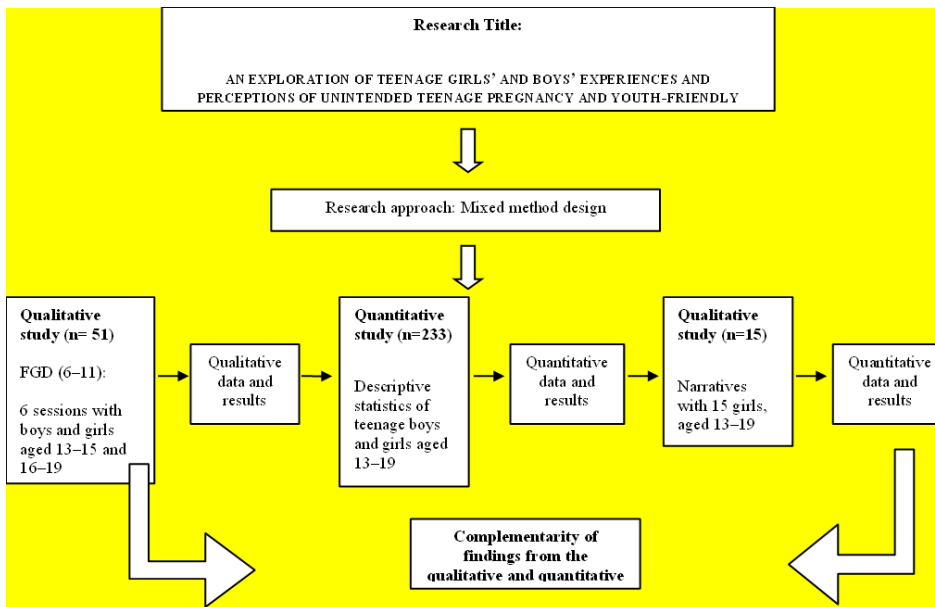 Research Title:
AN EXPLORATION OF TEENAGE GIRLS’ AND BOYS’ EXPERIENCES AND
PERCEPTIONS OF UNINTENDED TEENAGE PREGNANCY AND YOUTH-FRIENDLY
Research approach: Mixed method design
Qualitative
study (n= 51)
FGD (6–11):
6 sessions with
boys and girls
aged 13–15 and
16–19
Qualitative
data and
results
Quantitative
study (n=233)
Descriptive
statistics of
teenage boys
and girls aged
13–19
Quantitative
data and
results
Qualitative
study (n=15)
Narratives
with 15 girls,
aged 13–19
Quantitative
data and
results
Complementarity of
findings from the
qualitative and quantitative